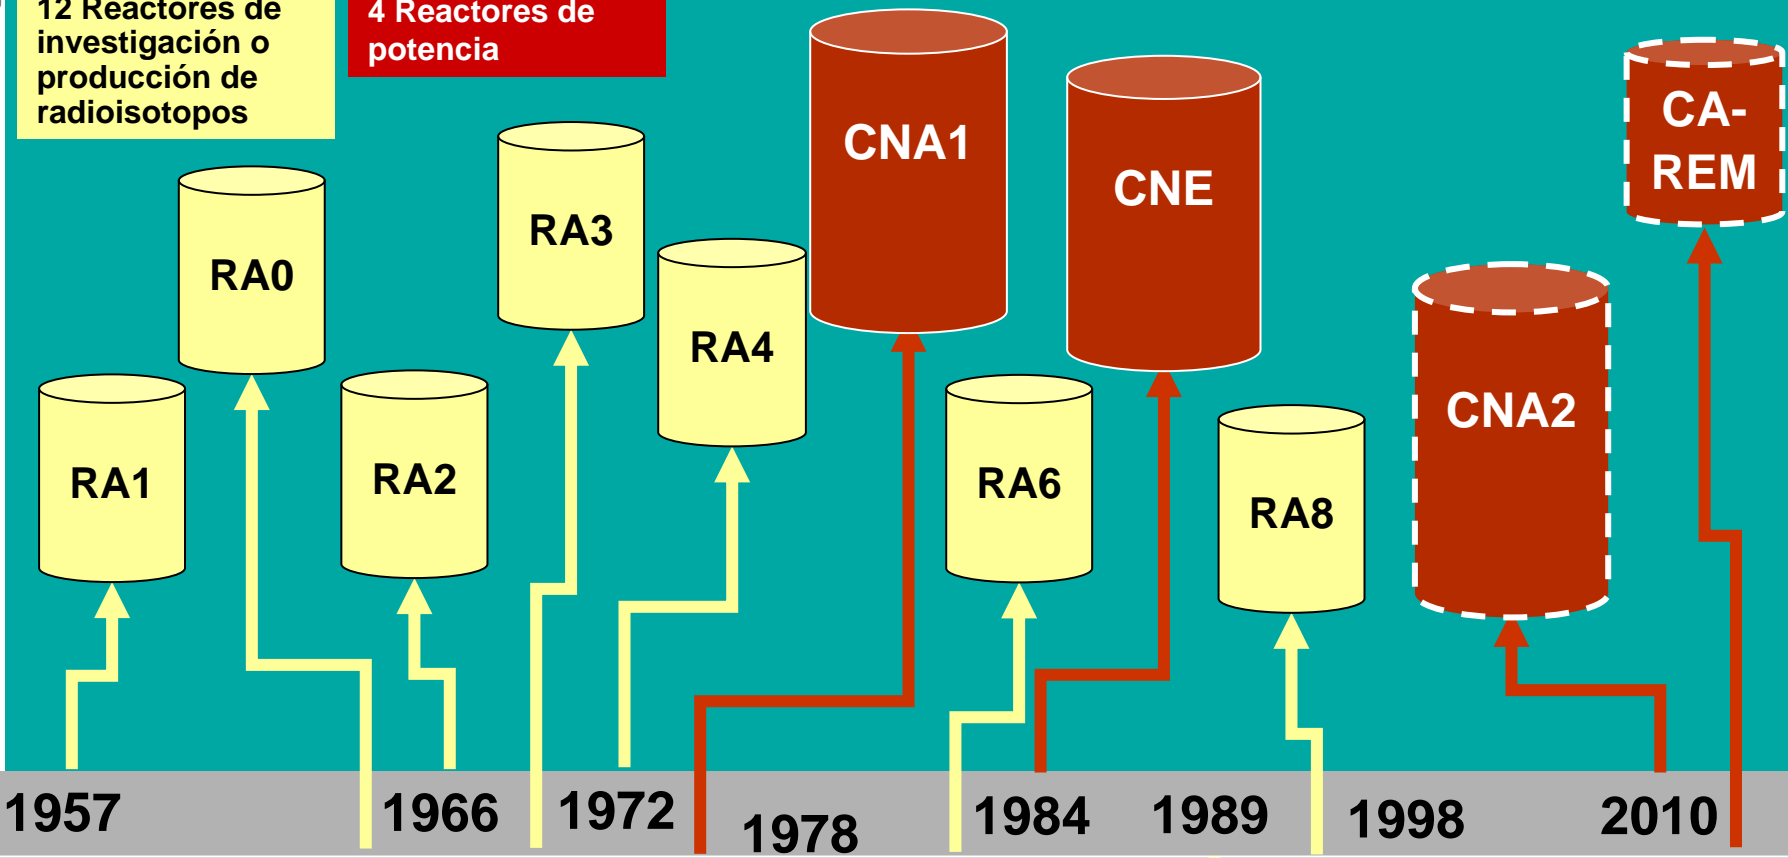 12 Reactores de
investigación o
producción de
radioisotopos
4 Reactores de
potencia
CNA1
CNE
CA-
REM
RA3
RA0
RA4
CNA2
RA1
RA2
RA6
RA8
1957
1966
1972
1978
1984
1989
1998
2010